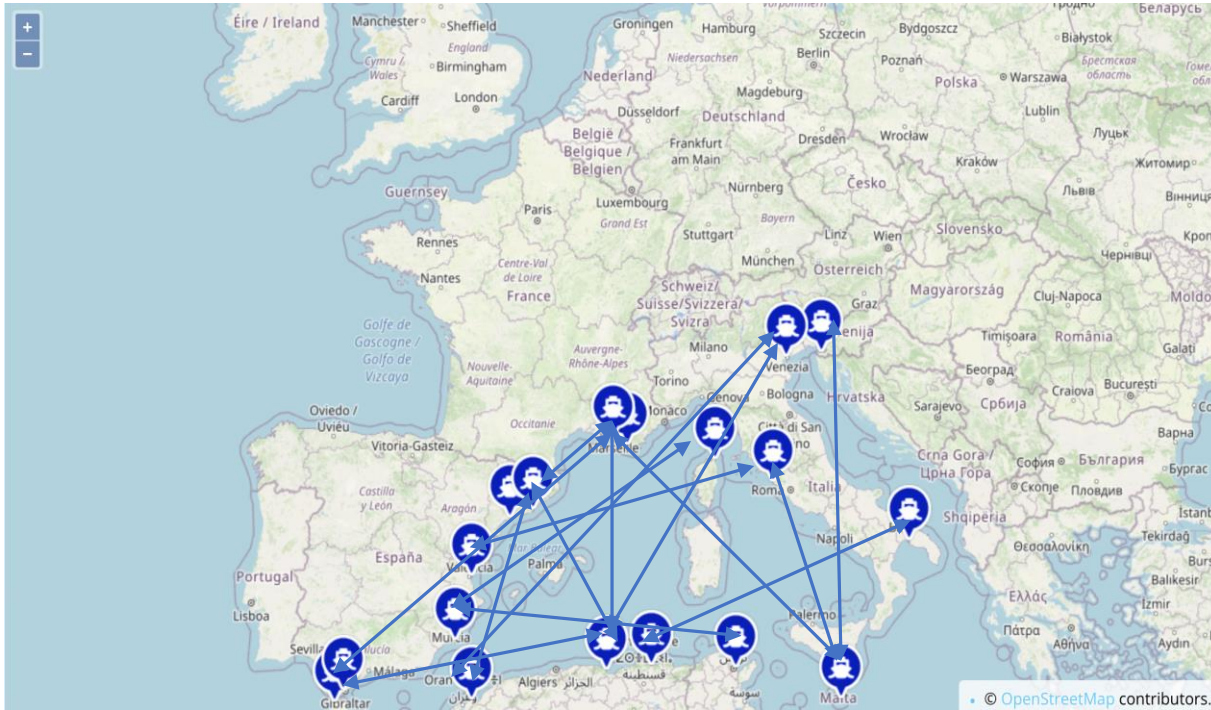 +
−
Éire / Ireland
Manchester
Sheffield
England
Cymru /
Wales
Birmingham
Cardiff
London
Groningen
Hamburg
Szczecin
Bydgoszcz
Białystok
Беларусь
Niedersachsen
Berlin
Poznań
Nederland
Magdeburg
Polska
Warszawa
Брестская
область
Düsseldorf
Deutschland
Lublin
België /
Belgique /
Belgien
Frankfurt
am Main
Dresden
Wrocław
Луцьк
Kraków
Житомир
Guernsey
Luxembourg
Nürnberg
Česko
Львів
Paris
Grand Est
Bayern
Stuttgart
Linz
Wien
Slovensko
Rennes
München
Österreich
Чернівці
Nantes
Centre-Val
de Loire
France
Schweiz/
Suisse/Svizzera/
Svizra
Graz
Magyarország
Cluj-Napoca
Golfe de
Gascogne /
Golfo de
Vizcaya
Auvergne-
Rhône-Alpes
Milano
Venezia
Timișoara
România
Galați
Nouvelle-
Aquitaine
Torino
Genova
Bologna
Hrvatska
Београд
Craiova
București
Oviedo /
Uviéu
Occitanie
Città di San
Sarajevo
Србија
Vitoria-Gasteiz
Marseille
Варна
Crna Gora /
Црна Гора
София
България
Бургас
Castilla
y León
Aragón
Roma
Italia
Скопје
Пловдив
Shqipëria
Napoli
Tekirdağ
España
Palma
Θεσσαλονίκη
Portugal
Balıkesir
Lisboa
Ελλάς
İzmir
Murcia
Palermo
Πάτρα
Αθήνα
Aydın
Málaga
Algiers الجزائر
قسنطينة
تونس
سوسة
وهران
Gibraltar
Malta
© OpenStreetMap contributors.